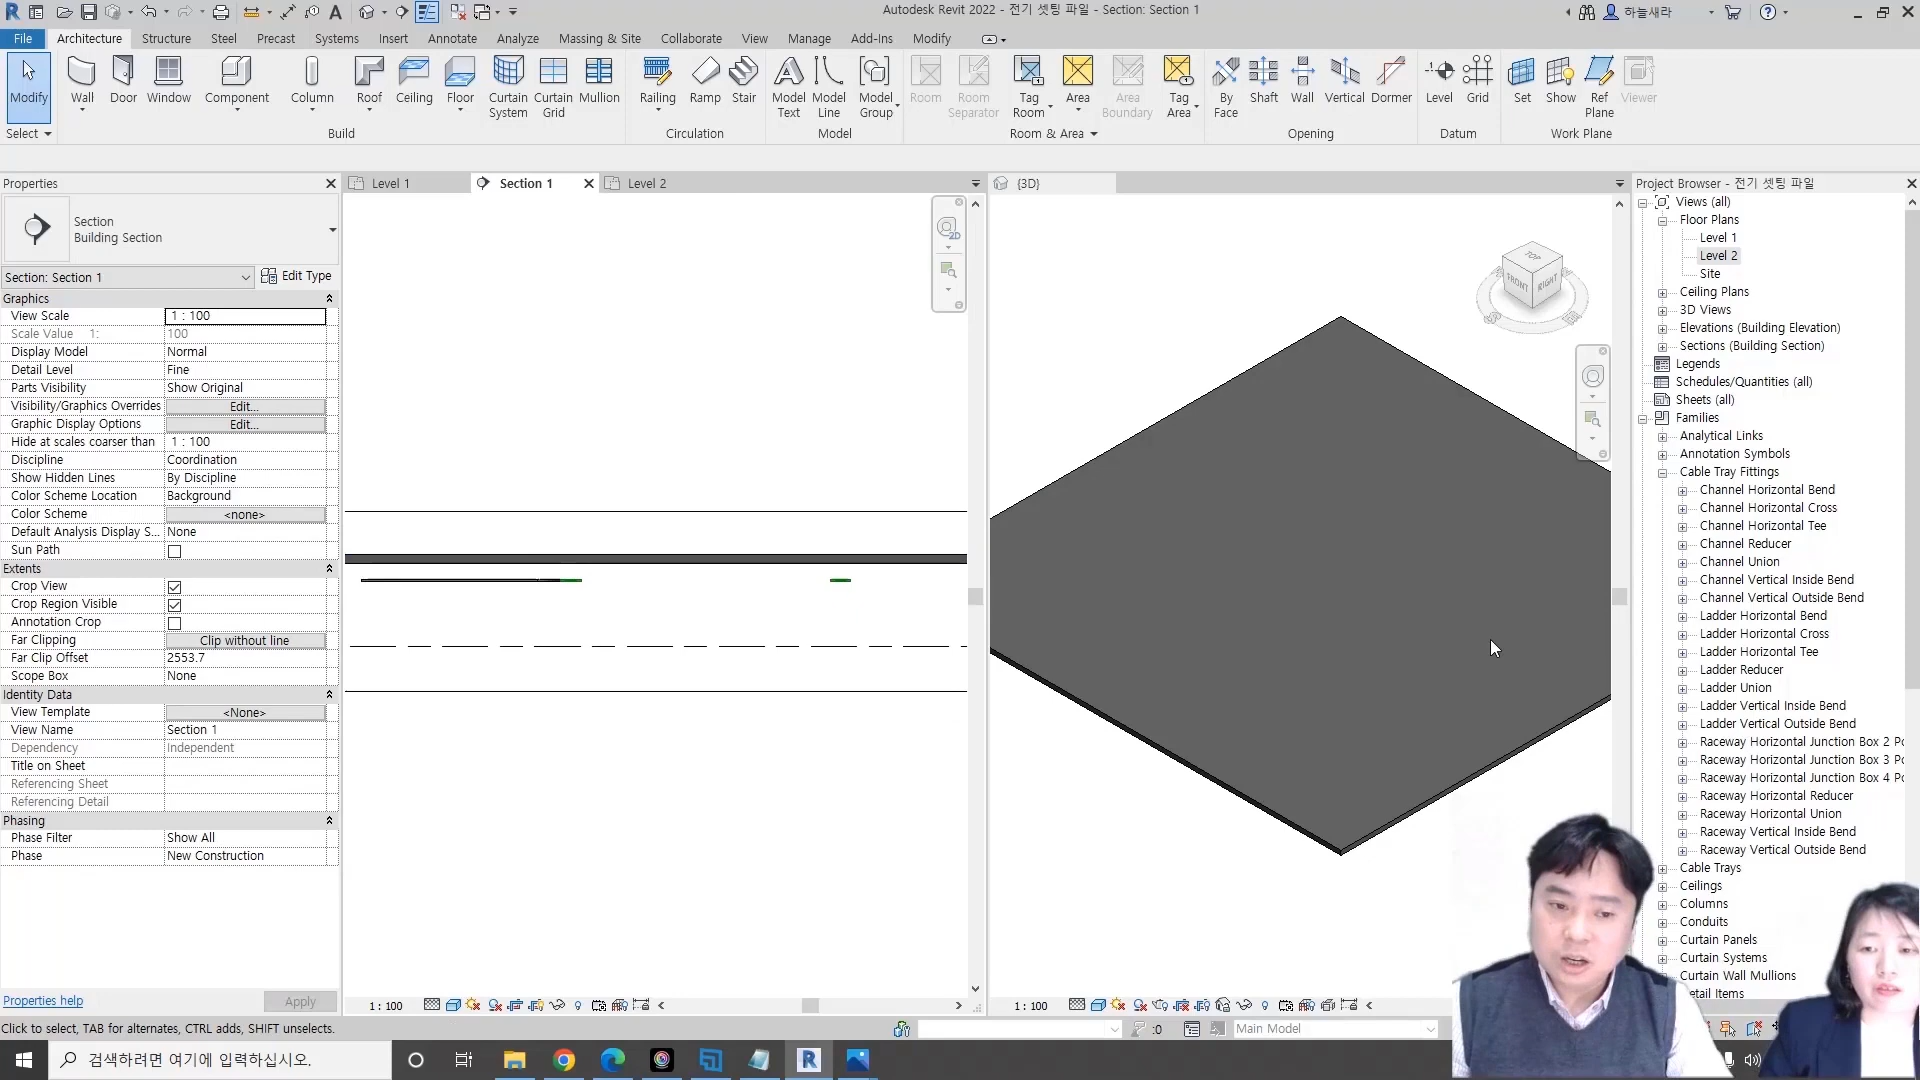 Autodesk Revit 2022 - 전기 셋팅 파일 - Section: Section 1
하늘새라
File
Architecture
Structure
Steel
Precast
Systems
Insert
Annotate
Analyze
Massing & Site
Collaborate
View
Manage
Add-Ins
Modify
Modify
Wall
Door
Window
Component
Column
Roof
Ceiling
Floor
Curtain System
Curtain Grid
Mullion
Railing
Ramp
Stair
Model Text
Model Line
Model Group
Room
Room Separator
Tag Room
Area
Area Boundary
Tag Area
By Face
Shaft
Wall
Vertical
Dormer
Level
Grid
Set
Show
Ref Plane
Viewer
Select
Build
Circulation
Model
Room & Area
Opening
Datum
Work Plane
Properties
Section
Building Section
Section: Section 1
Edit Type
Graphics
View Scale 1 : 100
Scale Value 1: 100
Display Model Normal
Detail Level Fine
Parts Visibility Show Original
Visibility/Graphics Overrides Edit...
Graphic Display Options Edit...
Hide at scales coarser than 1 : 100
Discipline Coordination
Show Hidden Lines By Discipline
Color Scheme Location Background
Color Scheme <none>
Default Analysis Display S... None
Sun Path
Extents
Crop View
Crop Region Visible
Annotation Crop
Far Clipping Clip without line
Far Clip Offset 2553.7
Scope Box None
Identity Data
View Template <None>
View Name Section 1
Dependency Independent
Title on Sheet
Referencing Sheet
Referencing Detail
Phasing
Phase Filter Show All
Phase New Construction
Properties help
Apply
Level 1
Section 1
Level 2
{3D}
2D
TOP
FRONT
RIGHT
1 : 100
1 : 100
Project Browser - 전기 셋팅 파일
Views (all)
Floor Plans
Level 1
Level 2
Site
Ceiling Plans
3D Views
Elevations (Building Elevation)
Sections (Building Section)
Legends
Schedules/Quantities (all)
Sheets (all)
Families
Analytical Links
Annotation Symbols
Cable Tray Fittings
Channel Horizontal Bend
Channel Horizontal Cross
Channel Horizontal Tee
Channel Reducer
Channel Union
Channel Vertical Inside Bend
Channel Vertical Outside Bend
Ladder Horizontal Bend
Ladder Horizontal Cross
Ladder Horizontal Tee
Ladder Reducer
Ladder Union
Ladder Vertical Inside Bend
Ladder Vertical Outside Bend
Raceway Horizontal Junction Box 2 Po
Raceway Horizontal Junction Box 3 Po
Raceway Horizontal Junction Box 4 Po
Raceway Horizontal Reducer
Raceway Horizontal Union
Raceway Vertical Inside Bend
Raceway Vertical Outside Bend
Cable Trays
Ceilings
Columns
Conduits
Curtain Panels
Curtain Systems
Curtain Wall Mullions
etail Items
Click to select, TAB for alternates, CTRL adds, SHIFT unselects.
:0
Main Model
검색하려면 여기에 입력하십시오.